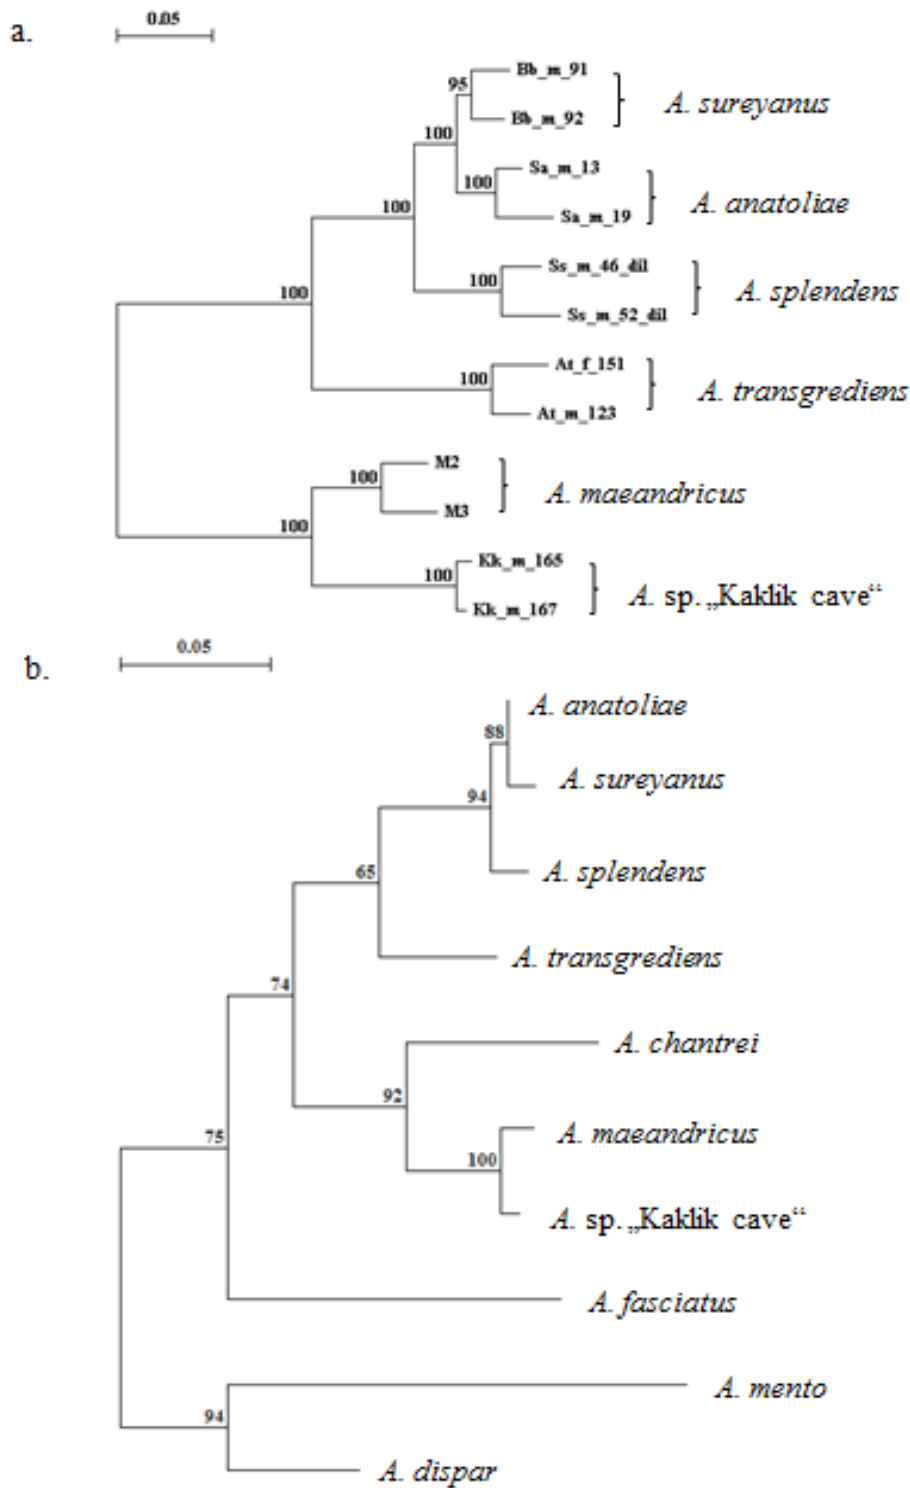 a.
0.05
Bb_m_91
95
Bb_m_92
A. sureyanus
100
Sa_m_13
100
Sa_m_19
A. anatoliae
100
Ss_m_46_dil
100
Ss_m_52_dil
A. splendens
100
At_f_151
100
At_m_123
A. transgrediens
M2
100
M3
A. maeandricus
100
Kk_m_165
100
Kk_m_167
A. sp. „Kaklik cave“
b.
0.05
A. anatoliae
88
A. sureyanus
94
A. splendens
65
A. transgrediens
74
A. chantrei
92
A. maeandricus
75
100
A. sp. „Kaklik cave“
A. fasciatus
A. mento
94
A. dispar